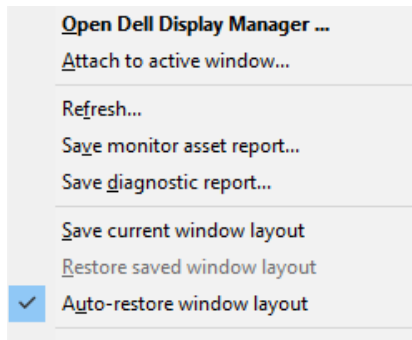 Open Dell Display Manager ...
Attach to active window...
Refresh...
Save monitor asset report...
Save diagnostic report...
Save current window layout
Restore saved window layout
Auto-restore window layout